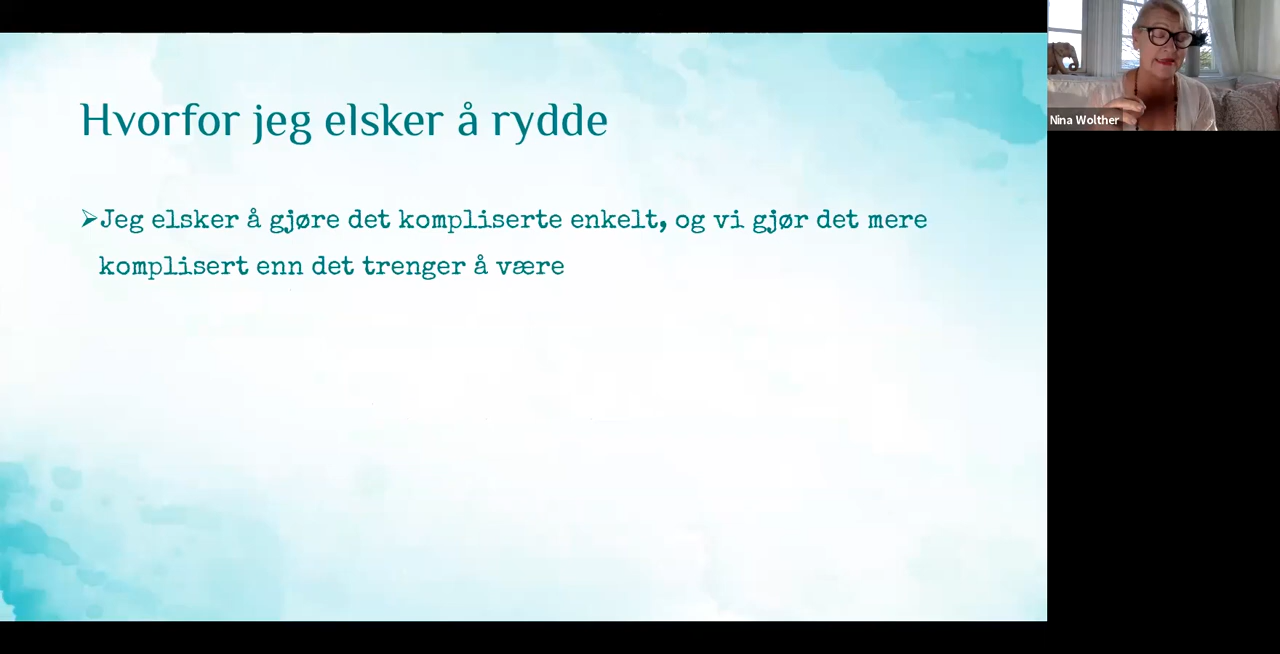 Hvorfor jeg elsker å rydde
➢Jeg elsker å gjøre det kompliserte enkelt, og vi gjør det mere
komplisert enn det trenger å være
Nina Wolther